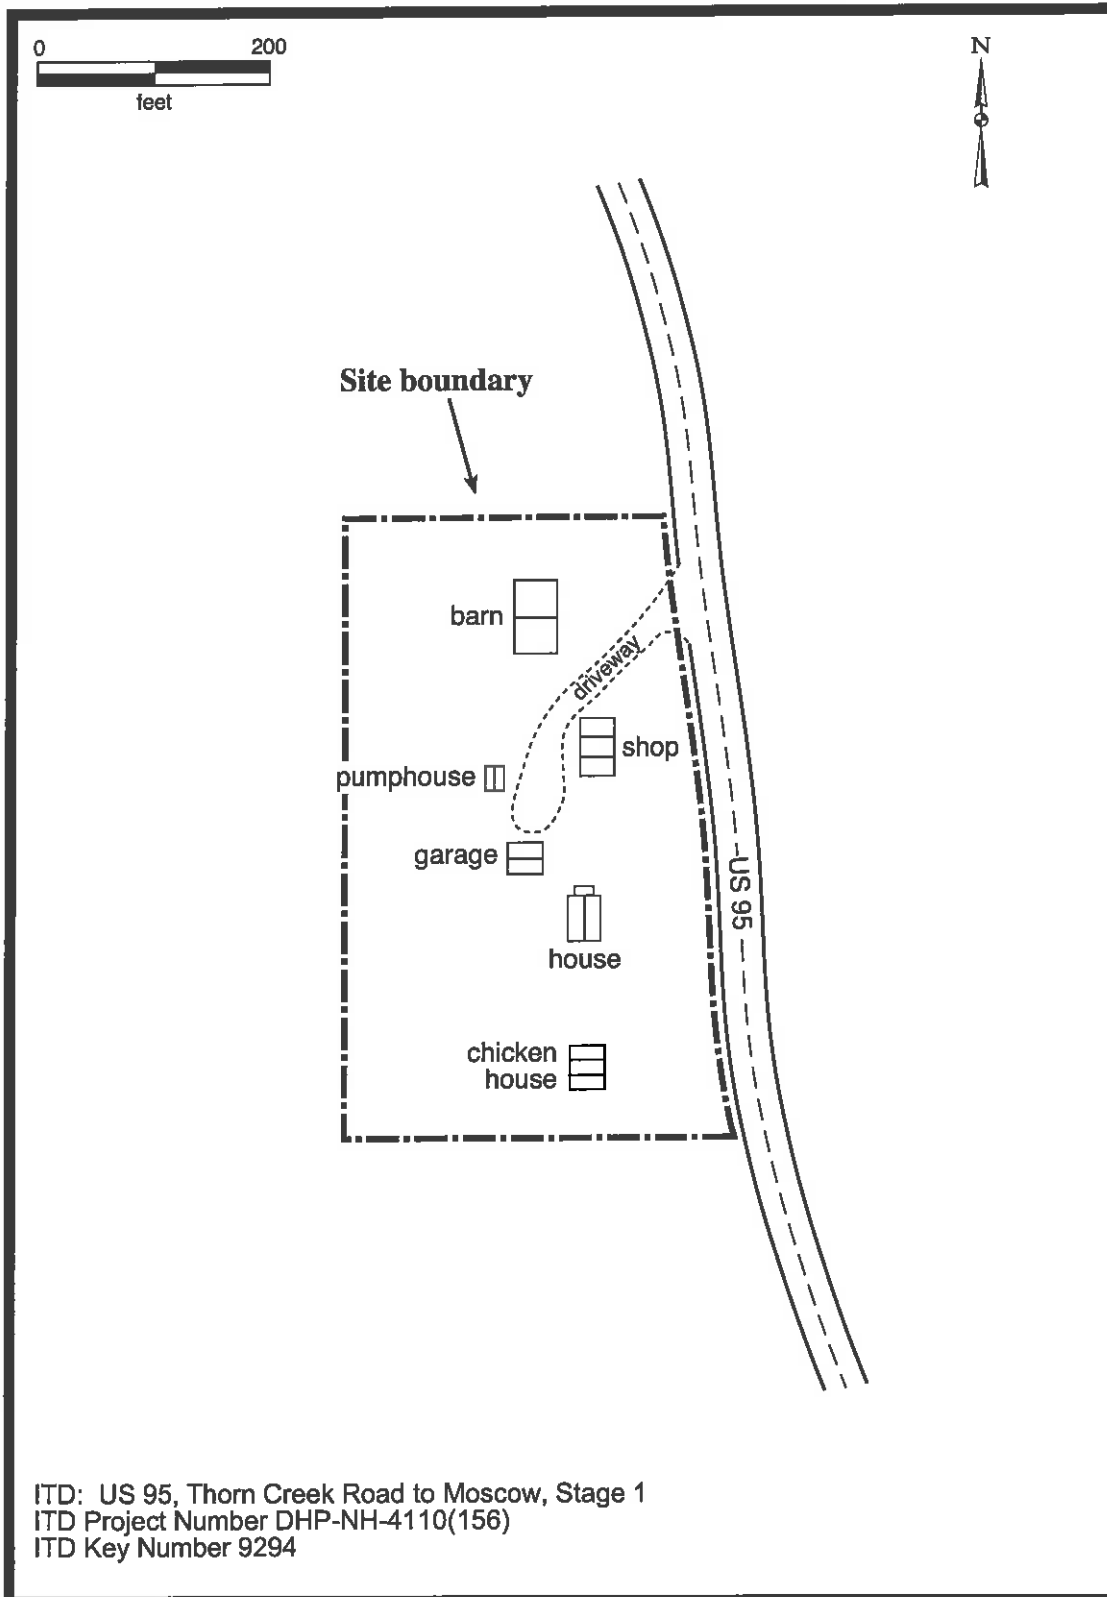 0 200
feet
N
Site boundary
barn
driveway
shop
pumphouse
garage
US 95
house
chicken
house
ITD:  US 95, Thorn Creek Road to Moscow, Stage 1
ITD Project Number DHP-NH-4110(156)
ITD Key Number 9294